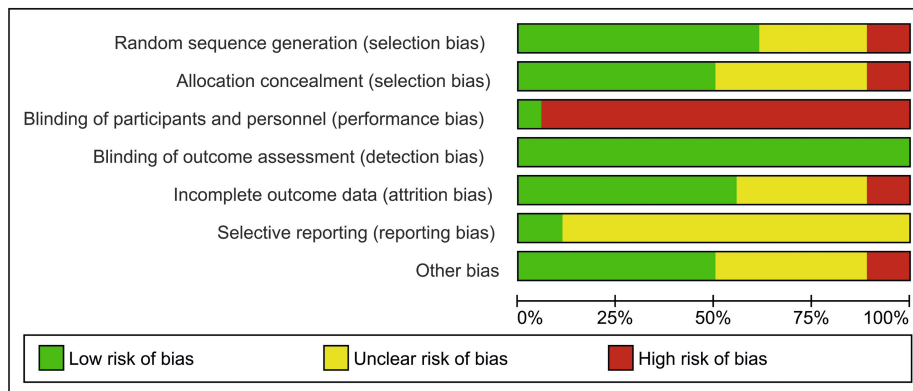 Random sequence generation (selection bias)
Allocation concealment (selection bias)
Blinding of participants and personnel (performance bias)
Blinding of outcome assessment (detection bias)
Incomplete outcome data (attrition bias)
Selective reporting (reporting bias)
Other bias
0% 25% 50% 75% 100%
Low risk of bias Unclear risk of bias High risk of bias